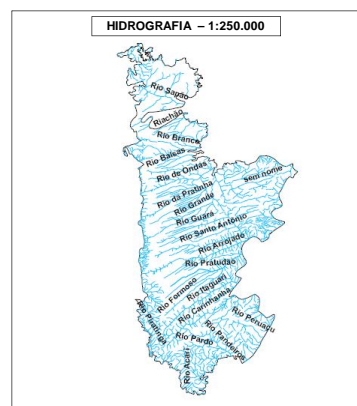 HIDROGRAFIA – 1:250.000
Rio Sapão
Riachão
Rio Branco
Rio Balsas
Rio de Ondas
sem nome
Rio da Pratinha
Rio Grande
Rio Guará
Rio Santo Antônio
Rio Arrojado
Rio Pratudão
Rio Formoso
Rio Itaguari
Rio Carinhanha
Rio Peruaçu
Rio Piratinga
Rio Pandeiros
Rio Pardo
Rio Acari